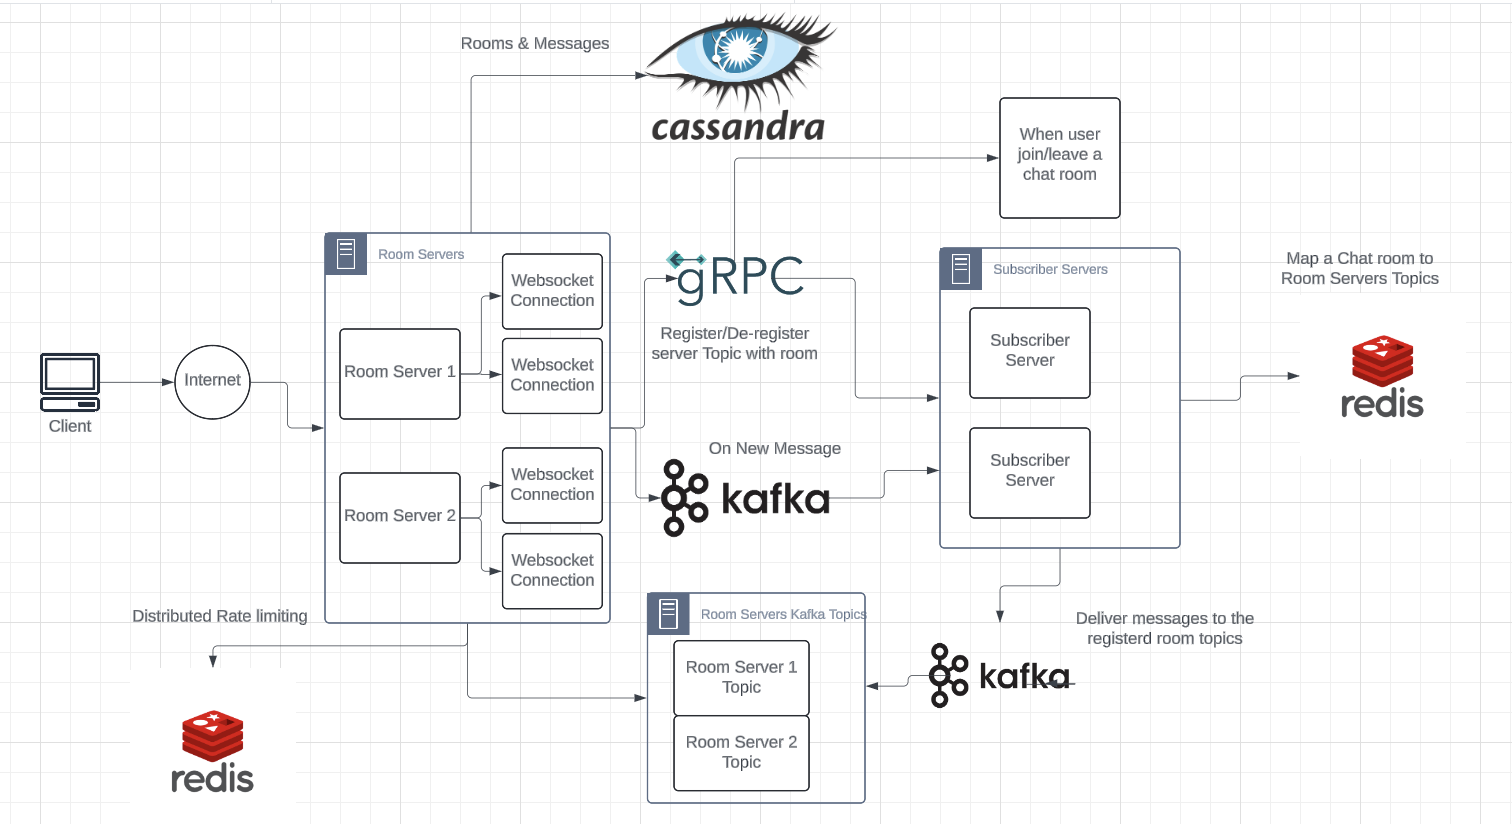 Rooms & Messages
cassandra
When user
join/leave a
chat room
Room Servers
Websocket
Connection
gRPC
Subscriber Servers
Map a Chat room to
Room Servers Topics
Register/De-register
server Topic with room
Subscriber
Server
Room Server 1
Websocket
Connection
Internet
redis
Client
On New Message
Subscriber
Server
kafka
Websocket
Connection
Room Server 2
Websocket
Connection
Distributed Rate limiting
Room Servers Kafka Topics
Deliver messages to the
registerd room topics
Room Server 1
Topic
kafka
Room Server 2
Topic
redis